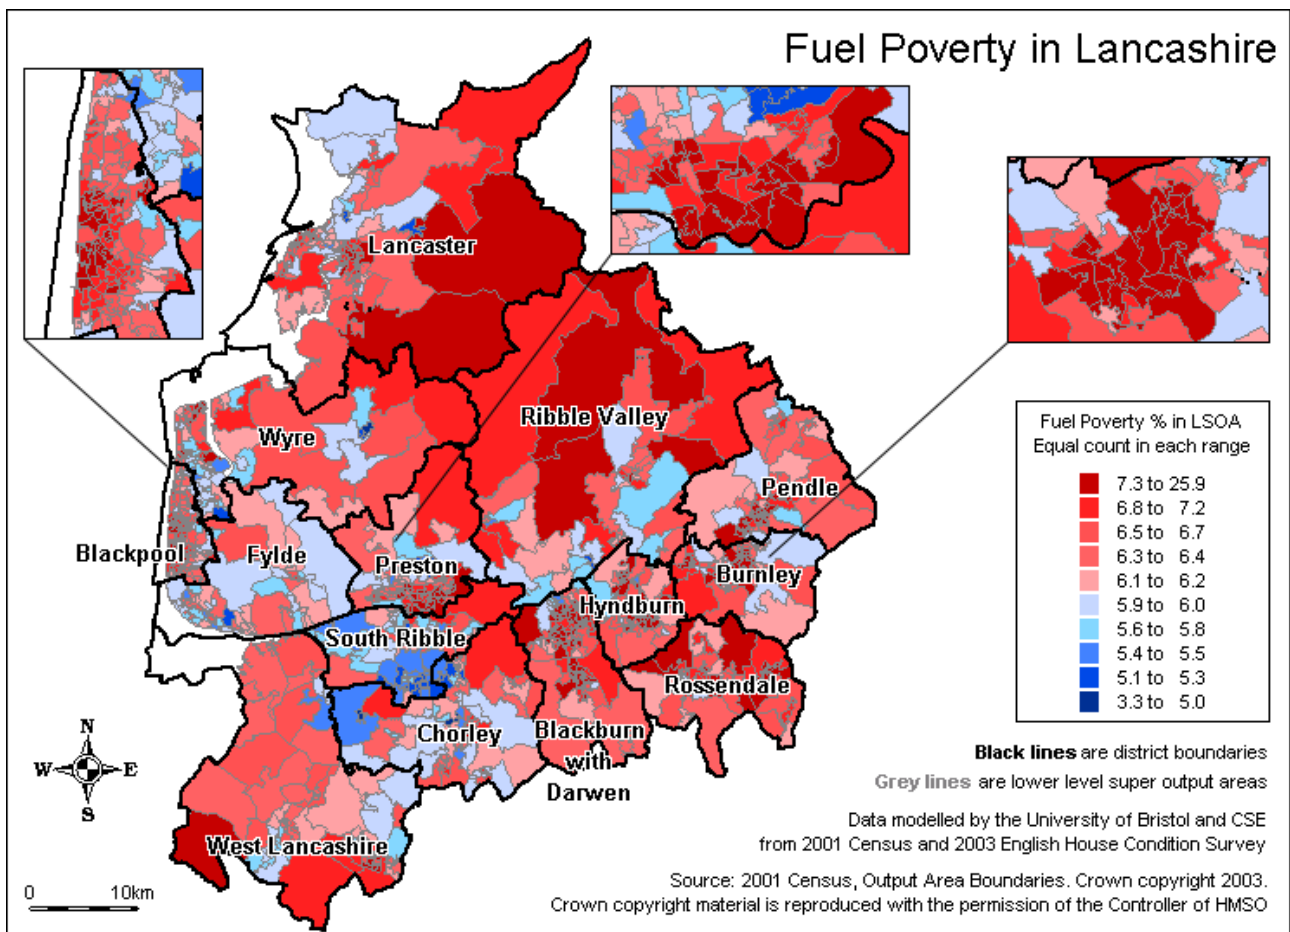 Fuel Poverty in Lancashire
Lancaster
Ribble Valley
Wyre
Pendle
Blackpool
Fylde
Preston
Burnley
Hyndburn
South Ribble
Rossendale
Chorley
Blackburn
with
Darwen
West Lancashire
Fuel Poverty % in LSOA
Equal count in each range
7.3 to 25.9
6.8 to 7.2
6.5 to 6.7
6.3 to 6.4
6.1 to 6.2
5.9 to 6.0
5.6 to 5.8
5.4 to 5.5
5.1 to 5.3
3.3 to 5.0
N
W E
S
0 10km
Black lines are district boundaries
Grey lines are lower level super output areas
Data modelled by the University of Bristol and CSE
from 2001 Census and 2003 English House Condition Survey
Source: 2001 Census, Output Area Boundaries. Crown copyright 2003.
Crown copyright material is reproduced with the permission of the Controller of HMSO